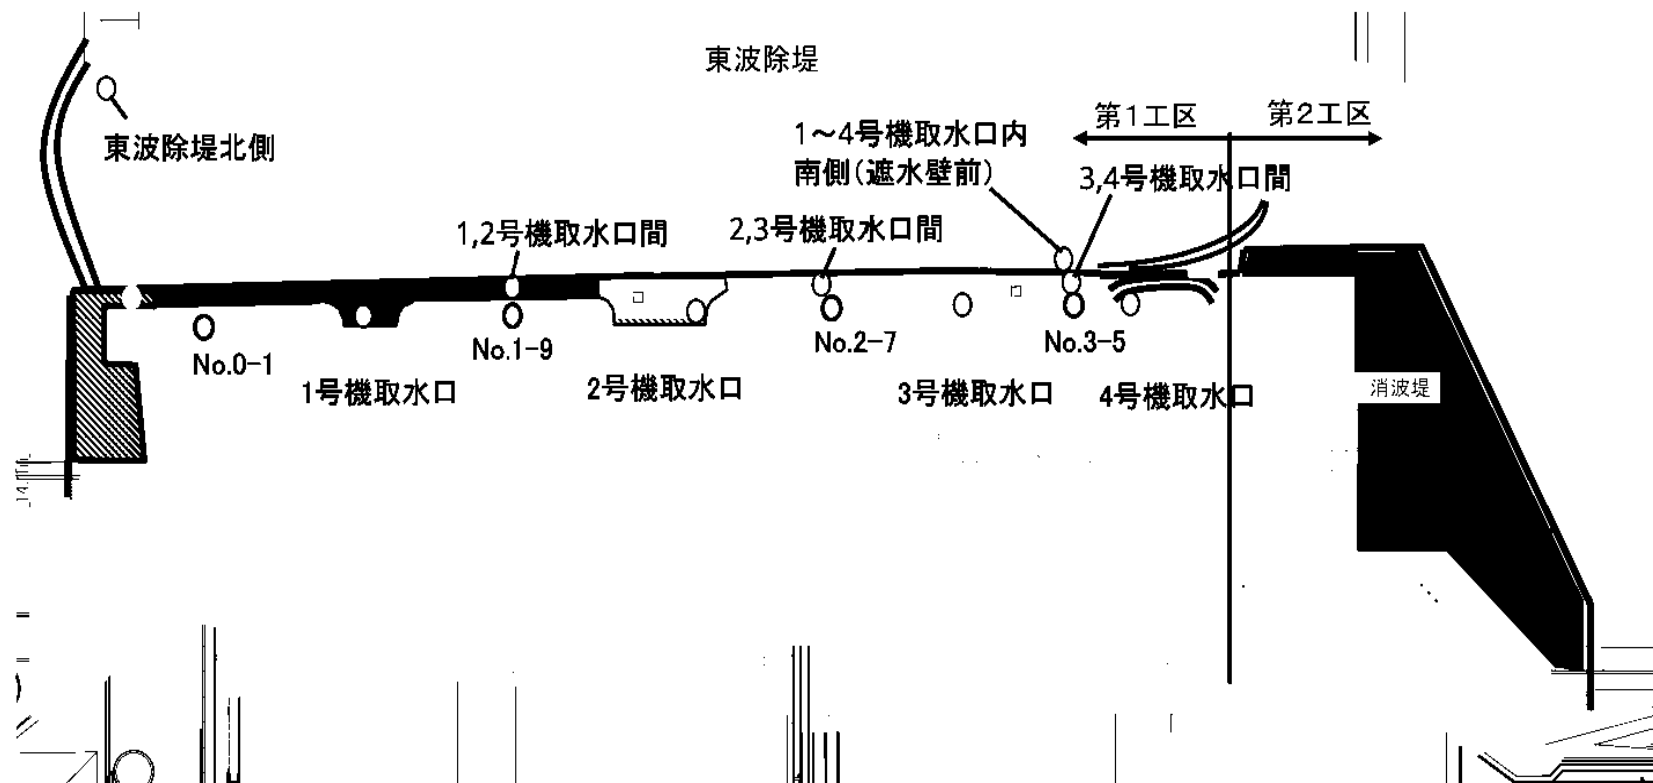 東波除堤
東波除堤北側
第1工区
第2工区
1～4号機取水口内
南側(遮水壁前)
3,4号機取水口間
1,2号機取水口間
2,3号機取水口間
No.0-1
No.1-9
No.2-7
No.3-5
1号機取水口
2号機取水口
3号機取水口
4号機取水口
消波堤